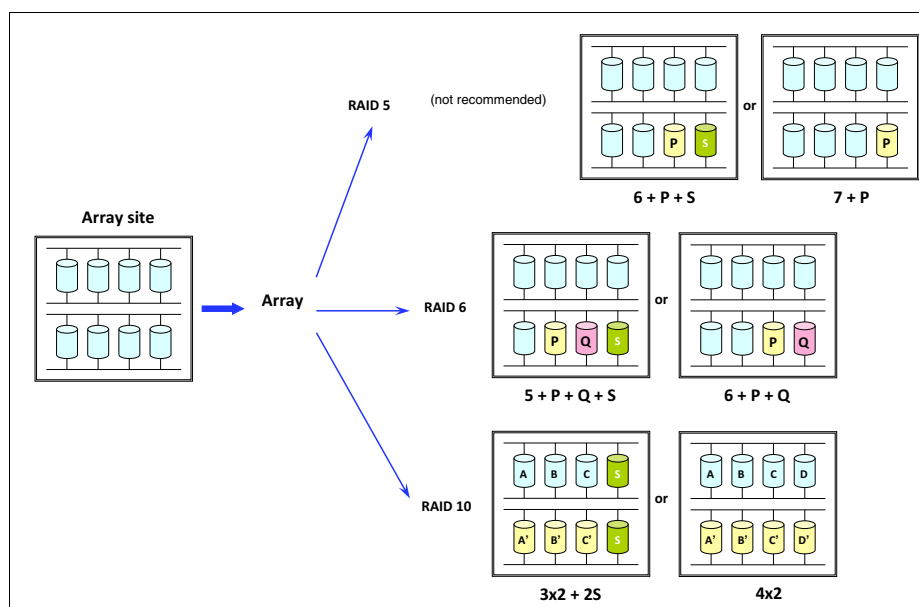 RAID 5
(not recommended)
P
S
or
P
6 + P + S
7 + P
Array site
Array
RAID 6
P
Q
S
or
P
Q
5 + P + Q + S
6 + P + Q
RAID 10
A B C S
or
A B C D
A' B' C' S
A' B' C' D'
3x2 + 2S
4x2